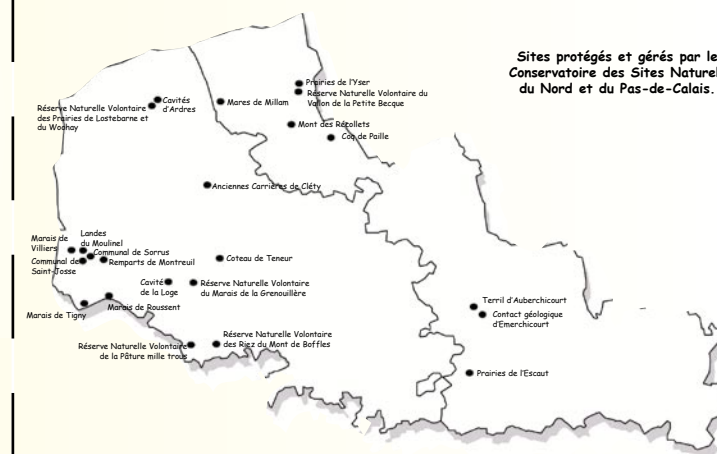 Sites protégés et gérés par le
Conservatoire des Sites Naturel
du Nord et du Pas-de-Calais.
Prairies de l'Yser
Réserve Naturelle Volontaire du
Vallon de la Petite Becque
Cavités
d'Ardres
Réserve Naturelle Volontaire
des Prairies de Lostebarne et
du Woohay
Mares de Millam
Mont des Récollets
Coq de Paille
Anciennes Carrières de Cléty
Marais de
Villiers
Landes
du Moulinel
Communal de Sorrus
Communal de
Saint-Josse
Remparts de Montreuil
Coteau de Teneur
Cavité
de la Loge
Réserve Naturelle Volontaire
du Marais de la Grenouillère
Marais de Roussent
Marais de Tigny
Terril d'Auberchicourt
Contact géologique
d'Emerchicourt
Réserve Naturelle Volontaire
de la Pâture mille trous
Réserve Naturelle Volontaire
des Riez du Mont de Boffles
Prairies de l'Escaut